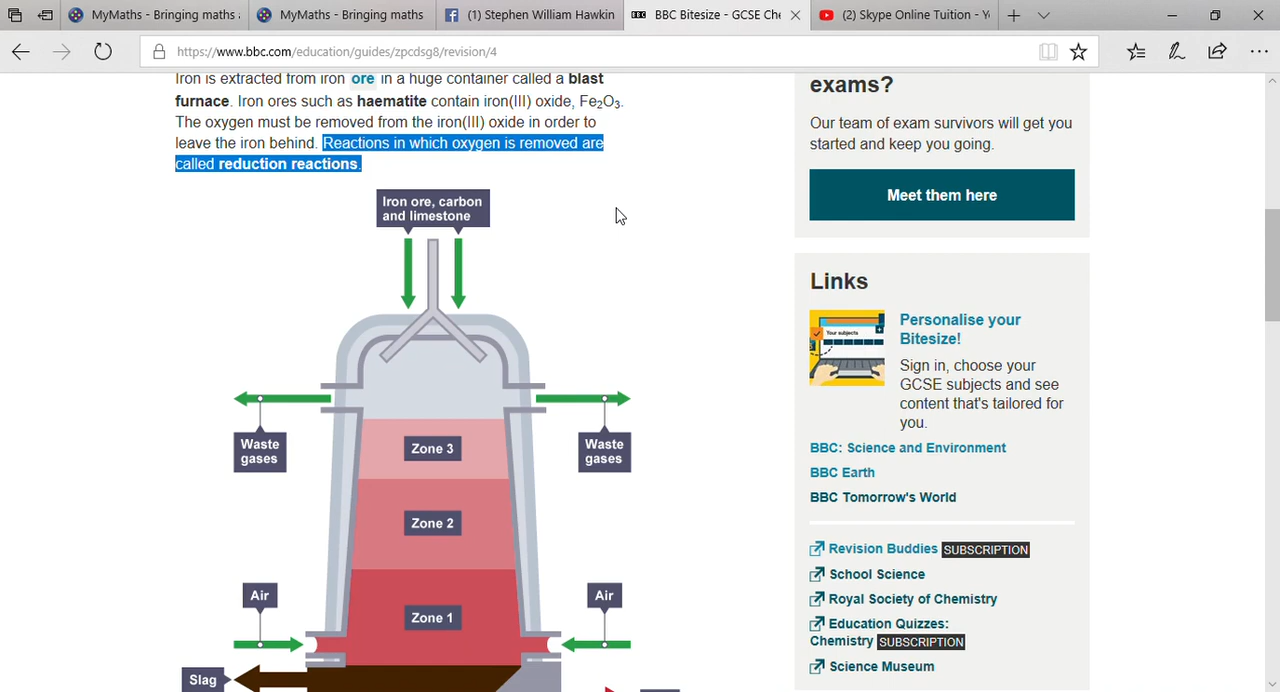 MyMaths - Bringing maths
MyMaths - Bringing maths
(1) Stephen William Hawkin
BBC Bitesize - GCSE Che
(2) Skype Online Tuition - Y
https://www.bbc.com/education/guides/zpcdsg8/revision/4
Iron is extracted from iron ore in a huge container called a blast
furnace. Iron ores such as haematite contain iron(III) oxide, Fe₂O₃.
The oxygen must be removed from the iron(III) oxide in order to
leave the iron behind. Reactions in which oxygen is removed are
called reduction reactions.
Iron ore, carbon
and limestone
Waste
gases
Waste
gases
Zone 3
Zone 2
Air
Air
Zone 1
Slag
exams?
Our team of exam survivors will get you
started and keep you going.
Meet them here
Links
Your subjects
Personalise your
Bitesize!
Sign in, choose your
GCSE subjects and see
content that's tailored for
you.
BBC: Science and Environment
BBC Earth
BBC Tomorrow's World
Revision Buddies SUBSCRIPTION
School Science
Royal Society of Chemistry
Education Quizzes:
Chemistry SUBSCRIPTION
Science Museum